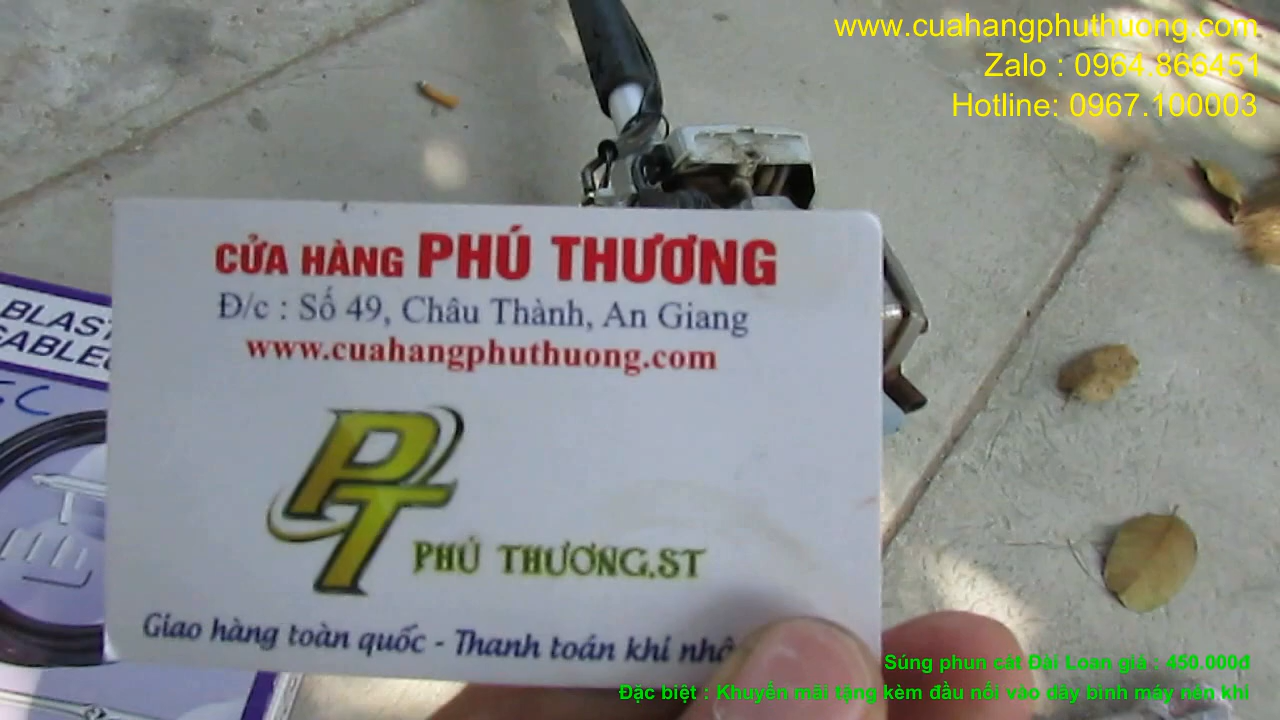 www.cuahangphuthuong.com
Zalo : 0964.866451
Hotline: 0967.100003
CỬA HÀNG PHÚ THƯƠNG
Đ/c : Số 49, Châu Thành, An Giang
www.cuahangphuthuong.com
PT
PHÚ THƯƠNG.ST
Giao hàng toàn quốc - Thanh toán khi
BLAST
Súng phun cát Đài Loan giá : 450.000đ
Đặc biệt : Khuyến mãi tặng kèm đầu nối vào dây bình máy nén khí